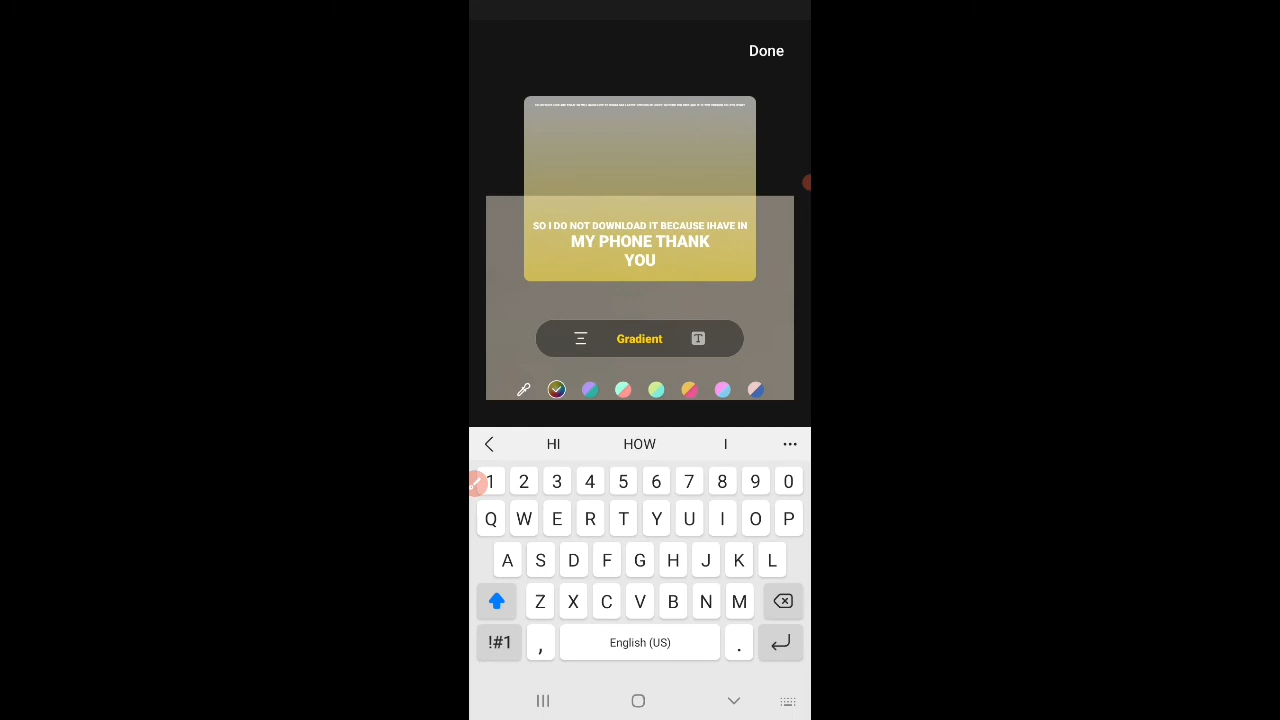 Done
SO I DO NOT DOWNLOAD IT BECAUSE IHAVE IN
MY PHONE THANK
YOU
Gradient
T
HI HOW I
1 2 3 4 5 6 7 8 9 0
Q W E R T Y U I O P
A S D F G H J K L
Z X C V B N M
!#1 , English (US) .